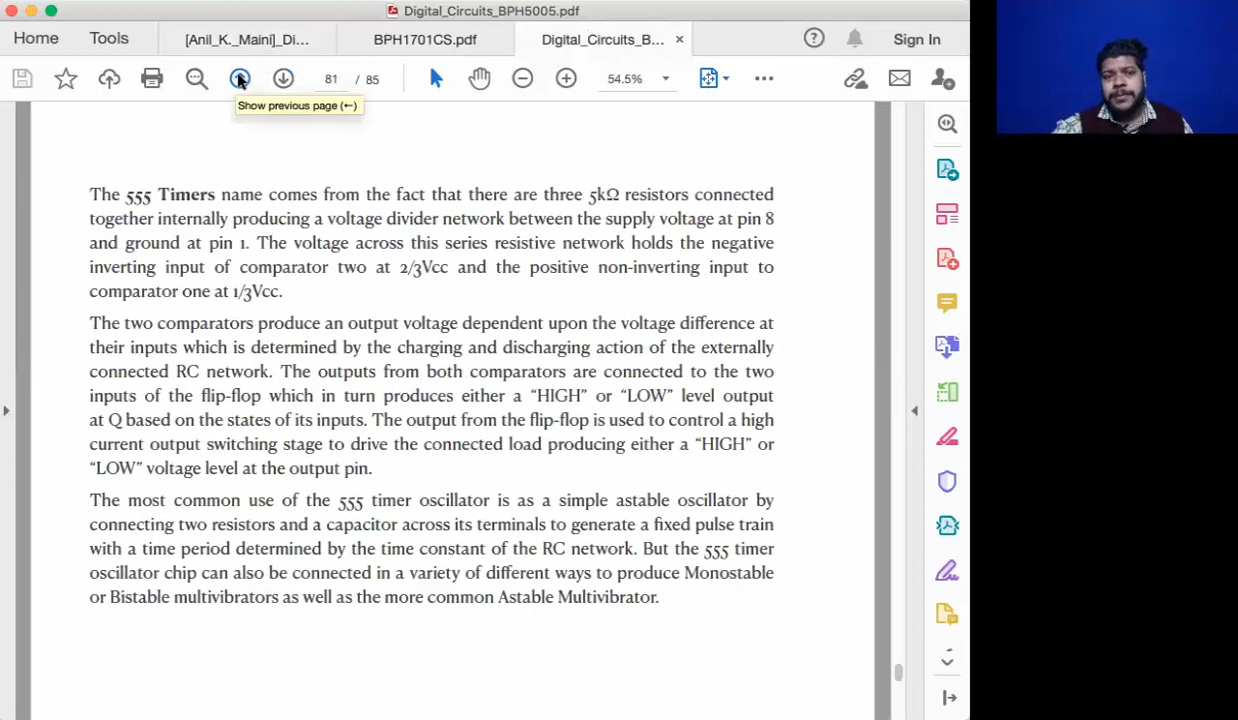 Digital_Circuits_BPH5005.pdf
Home
Tools
[Anil_K._Maini]_Di...
BPH1701CS.pdf
Digital_Circuits_B...
×
Sign In
81 / 85
54.5%
Show previous page (←)
The 555 Timers name comes from the fact that there are three 5kΩ resistors connected
together internally producing a voltage divider network between the supply voltage at pin 8
and ground at pin 1. The voltage across this series resistive network holds the negative
inverting input of comparator two at 2/3Vcc and the positive non-inverting input to
comparator one at 1/3Vcc.
The two comparators produce an output voltage dependent upon the voltage difference at
their inputs which is determined by the charging and discharging action of the externally
connected RC network. The outputs from both comparators are connected to the two
inputs of the flip-flop which in turn produces either a “HIGH” or “LOW” level output
at Q based on the states of its inputs. The output from the flip-flop is used to control a high
current output switching stage to drive the connected load producing either a “HIGH” or
“LOW” voltage level at the output pin.
The most common use of the 555 timer oscillator is as a simple astable oscillator by
connecting two resistors and a capacitor across its terminals to generate a fixed pulse train
with a time period determined by the time constant of the RC network. But the 555 timer
oscillator chip can also be connected in a variety of different ways to produce Monostable
or Bistable multivibrators as well as the more common Astable Multivibrator.